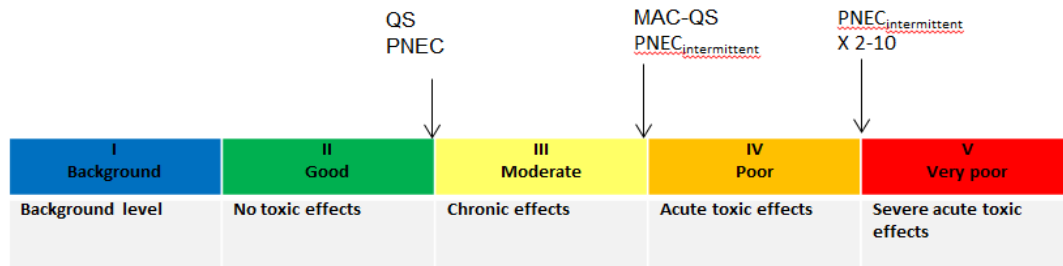 QS
PNEC
MAC-QS
PNECintermittent
PNECintermittent
X 2-10
I
Background
II
Good
III
Moderate
IV
Poor
V
Very poor
Background level
No toxic effects
Chronic effects
Acute toxic effects
Severe acute toxic
effects